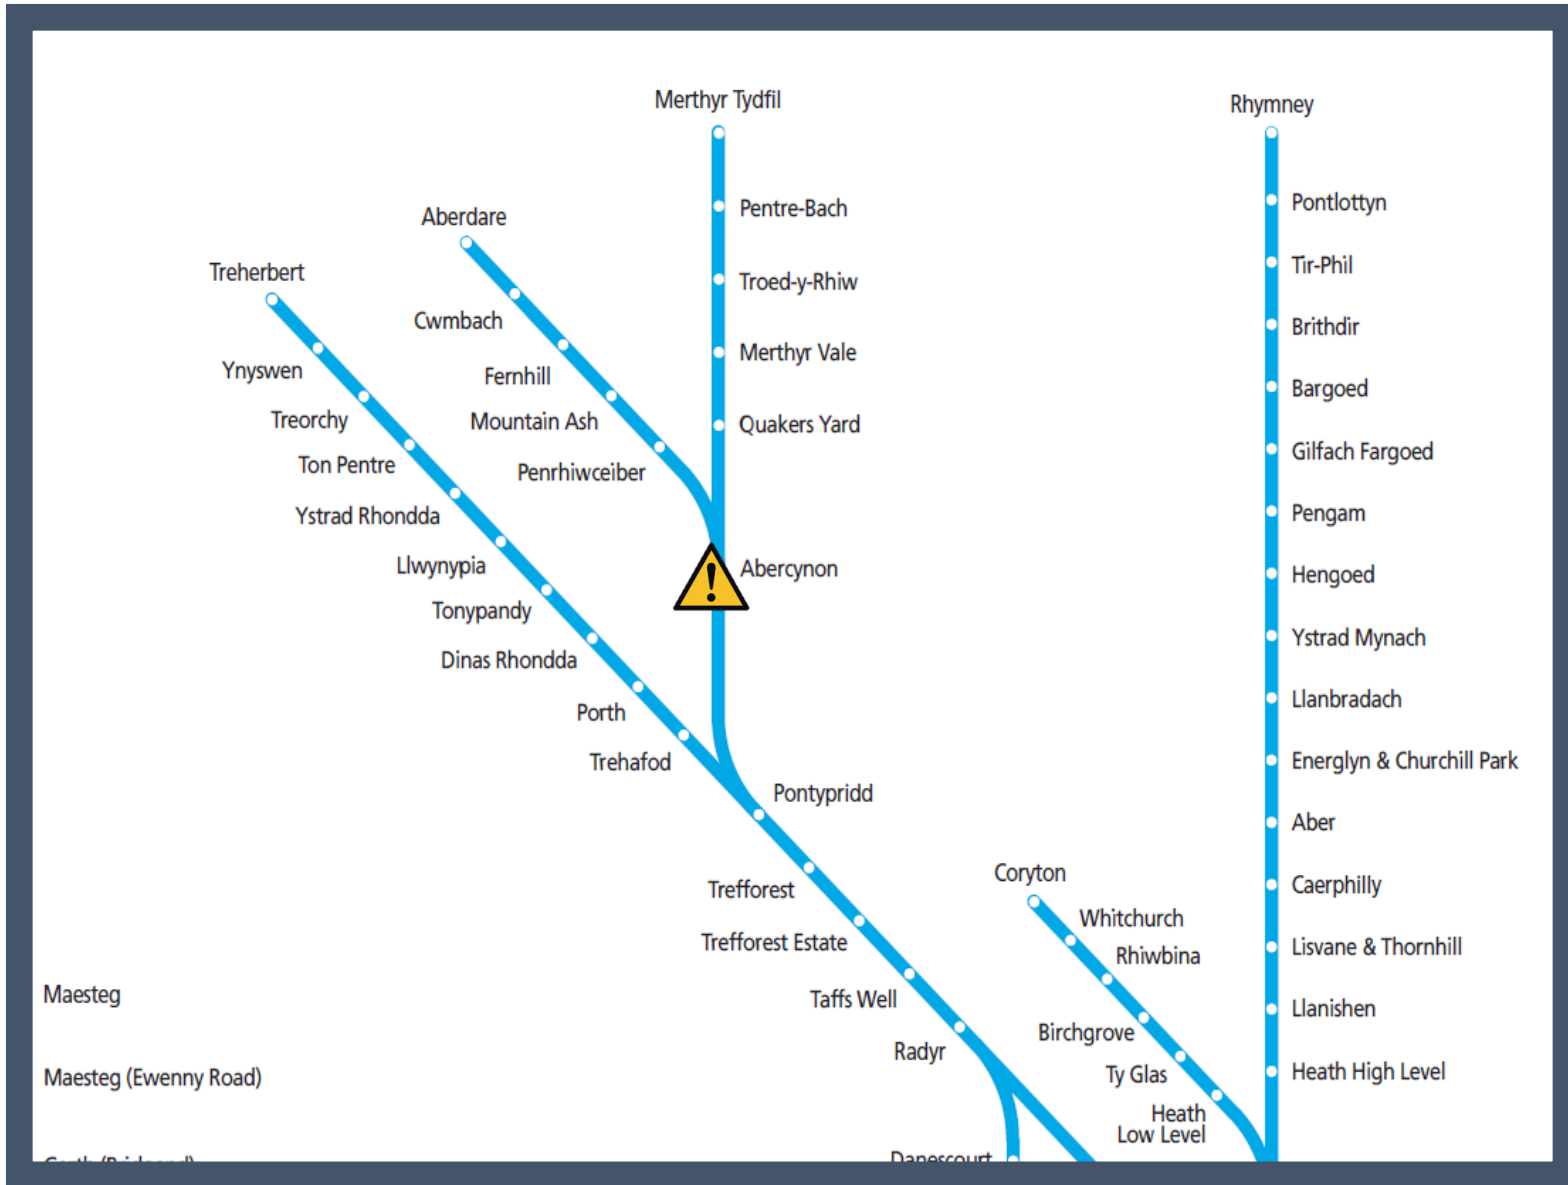 Merthyr Tydfil
Rhymney
Pentre-Bach
Pontlottyn
Aberdare
Troed-y-Rhiw
Tir-Phil
Treherbert
Cwmbach
Brithdir
Merthyr Vale
Ynyswen
Fernhill
Bargoed
Treorchy
Mountain Ash
Quakers Yard
Gilfach Fargoed
Ton Pentre
Penrhiwceiber
Ystrad Rhondda
Pengam
Llwynypia
!
Abercynon
Hengoed
Tonypandy
Ystrad Mynach
Dinas Rhondda
Llanbradach
Porth
Trehafod
Energlyn & Churchill Park
Pontypridd
Aber
Coryton
Trefforest
Caerphilly
Whitchurch
Trefforest Estate
Rhiwbina
Lisvane & Thornhill
Maesteg
Taffs Well
Llanishen
Birchgrove
Radyr
Maesteg (Ewenny Road)
Ty Glas
Heath High Level
Heath
Low Level
Danescourt